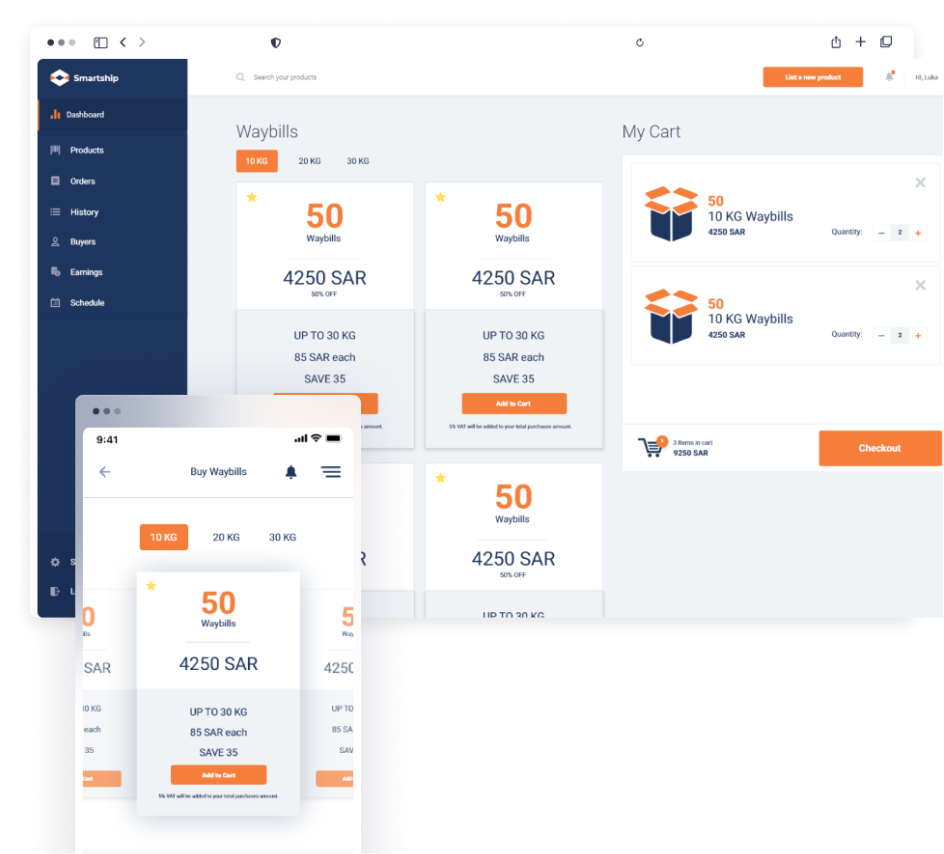 Smartship
Search your products
List a new product
Hi, Luka
Dashboard
Products
Orders
History
Buyers
Earnings
Schedule
S
L
Waybills
10 KG 20 KG 30 KG
50
Waybills
4250 SAR
50% OFF
UP TO 30 KG
85 SAR each
SAVE 35
amount.
50
Waybills
4250 SAR
50% OFF
UP TO 30 KG
85 SAR each
SAVE 35
Add to Cart
5% VAT will be added to your total purchases amount.
R
50
Waybills
4250 SAR
50% OFF
UP TO 30 KG
My Cart
50
10 KG Waybills
4250 SAR
Quantity: – 2 +
50
10 KG Waybills
4250 SAR
Quantity: – 2 +
3 Items in cart
9250 SAR
Checkout
9:41
Buy Waybills
10 KG 20 KG 30 KG
0
SAR
KG
each
35
Cart
50
Waybills
4250 SAR
UP TO 30 KG
85 SAR each
SAVE 35
Add to Cart
5% VAT will be added to your total purchases amount
5
Way
4250
UP TO
85 SA
SAV